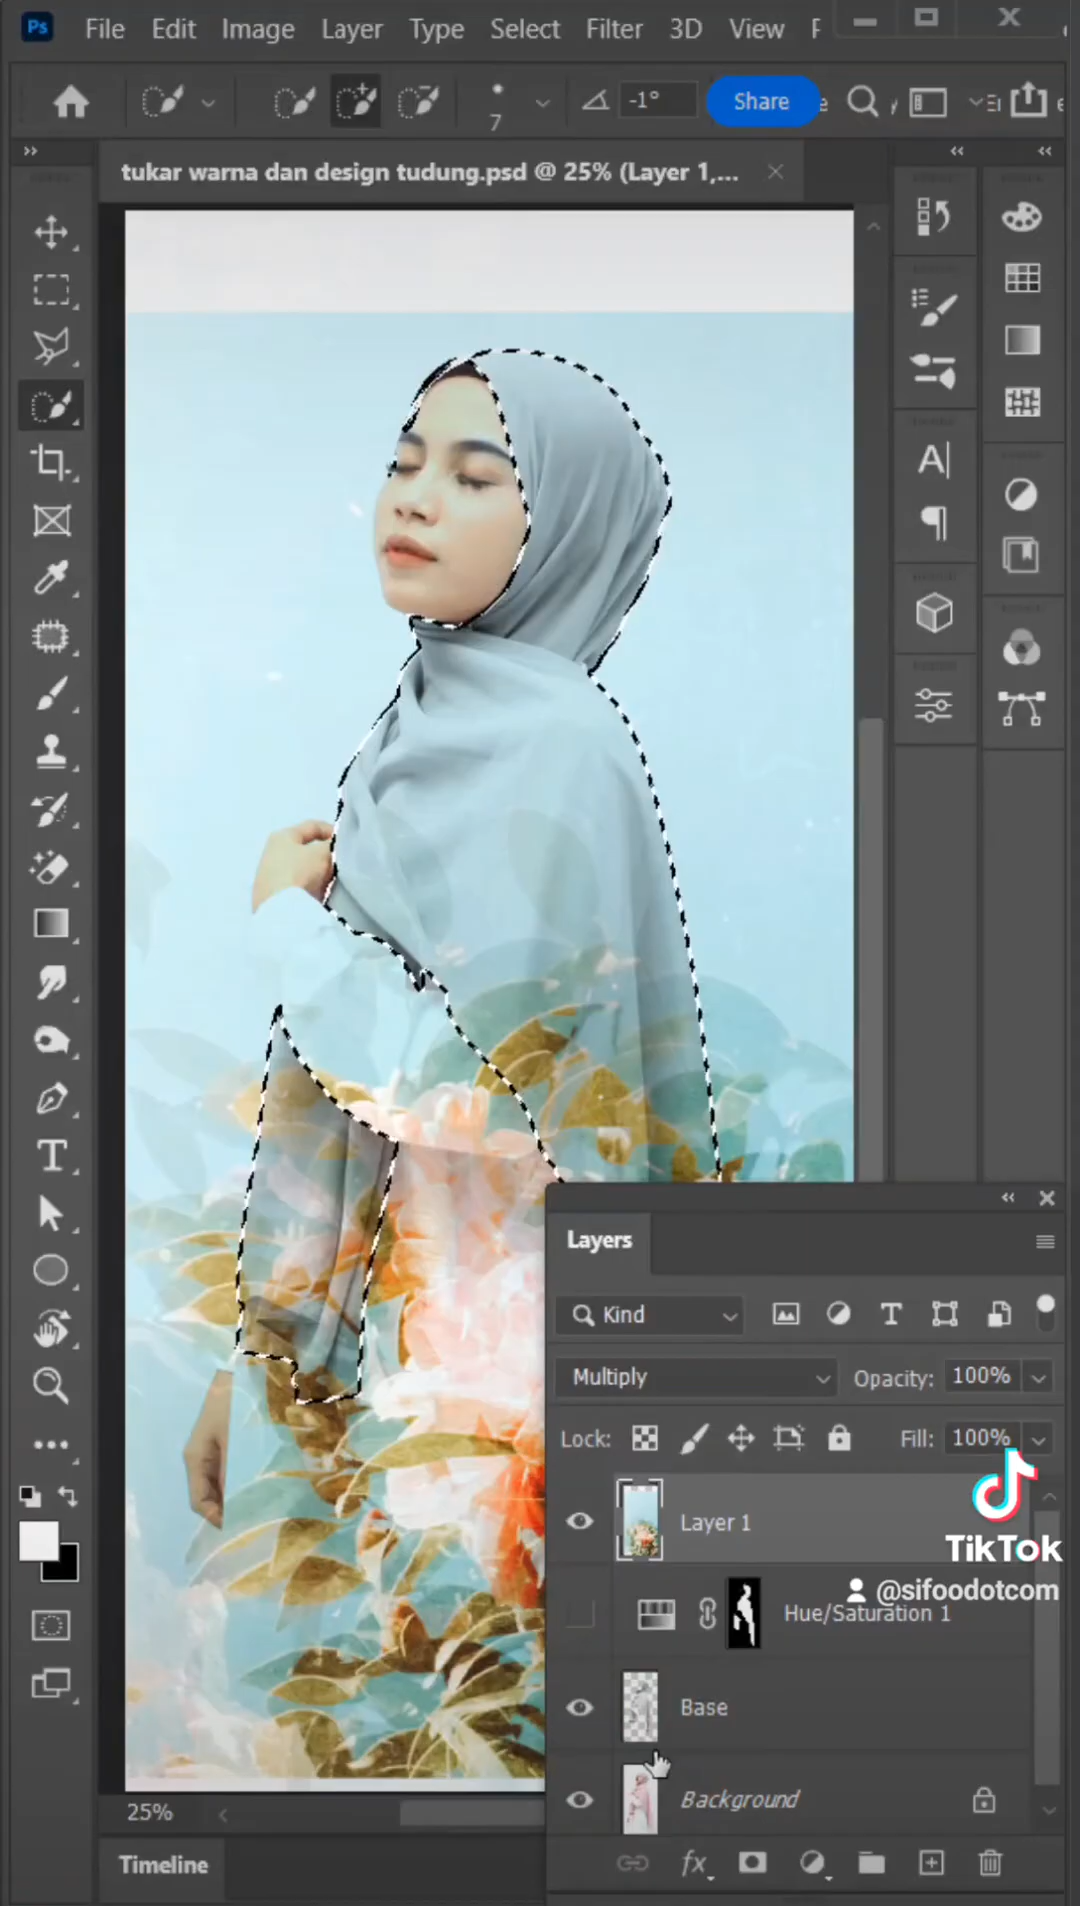 Ps File Edit Image Layer Type Select Filter 3D View
7 -1° Share
tukar warna dan design tudung.psd @ 25% (Layer 1,...
Layers
Kind
Multiply Opacity: 100%
Lock: Fill: 100%
Layer 1
TikTok
@sifoodotcom
Hue/Saturation 1
Base
Background
25%
Timeline